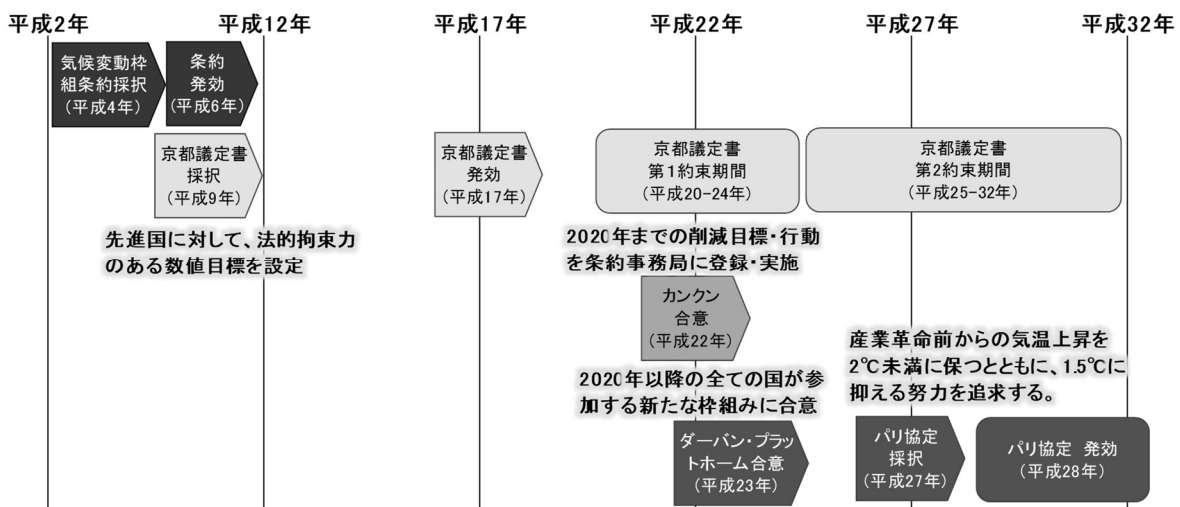 平成2年
平成12年
平成17年
平成22年
平成27年
平成32年
気候変動枠
組条約採択
(平成4年)
条約
発効
(平成6年)
京都議定書
採択
(平成9年)
京都議定書
発効
(平成17年)
京都議定書
第1約束期間
(平成20-24年)
京都議定書
第2約束期間
(平成25-32年)
先進国に対して、法的拘束力
のある数値目標を設定
2020年までの削減目標・行動
を条約事務局に登録・実施
カンクン
合意
(平成22年)
2020年以降の全ての国が参
加する新たな枠組みに合意
産業革命前からの気温上昇を
2℃未満に保つとともに、1.5℃に
抑える努力を追求する。
ダーバン・プラッ
トホーム合意
(平成23年)
パリ協定
採択
(平成27年)
パリ協定 発効
(平成28年)